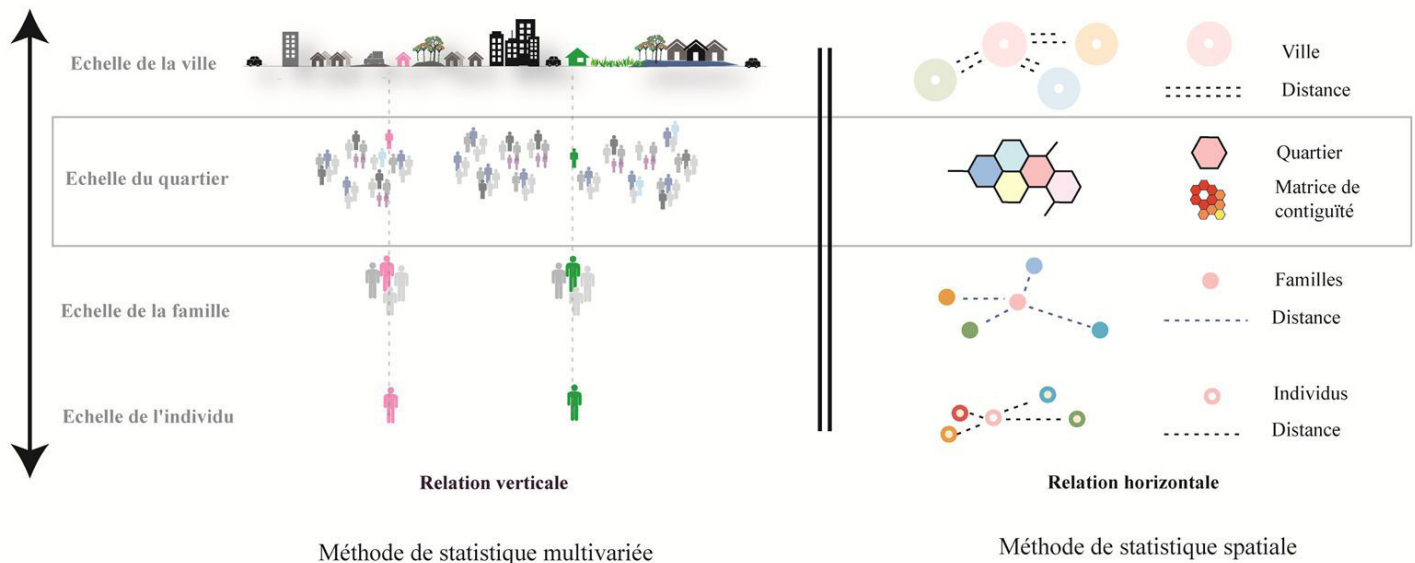 Echelle de la ville
Ville
Distance
Echelle du quartier
Quartier
Matrice de
contiguïté
Echelle de la famille
Familles
Distance
Echelle de l'individu
Individus
Distance
Relation verticale
Relation horizontale
Méthode de statistique multivariée
Méthode de statistique spatiale